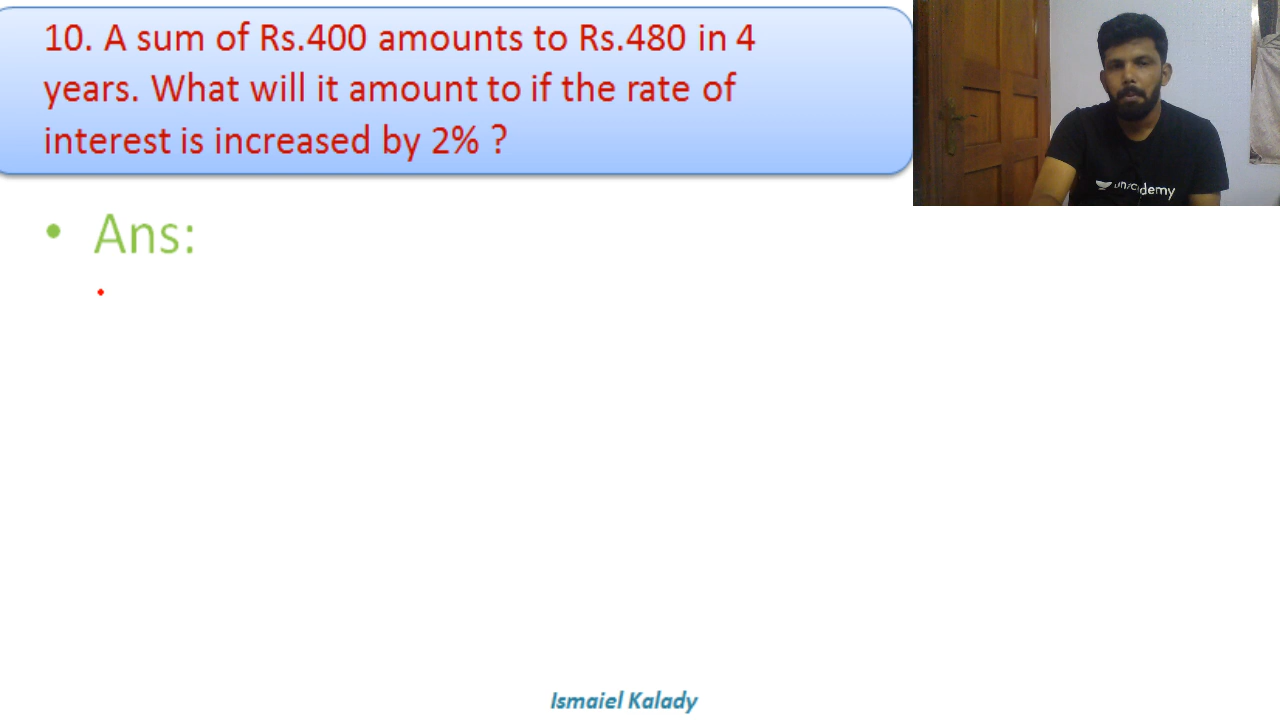 10. A sum of Rs.400 amounts to Rs.480 in 4
years. What will it amount to if the rate of
interest is increased by 2% ?
unacademy
• Ans:
Ismaiel Kalady